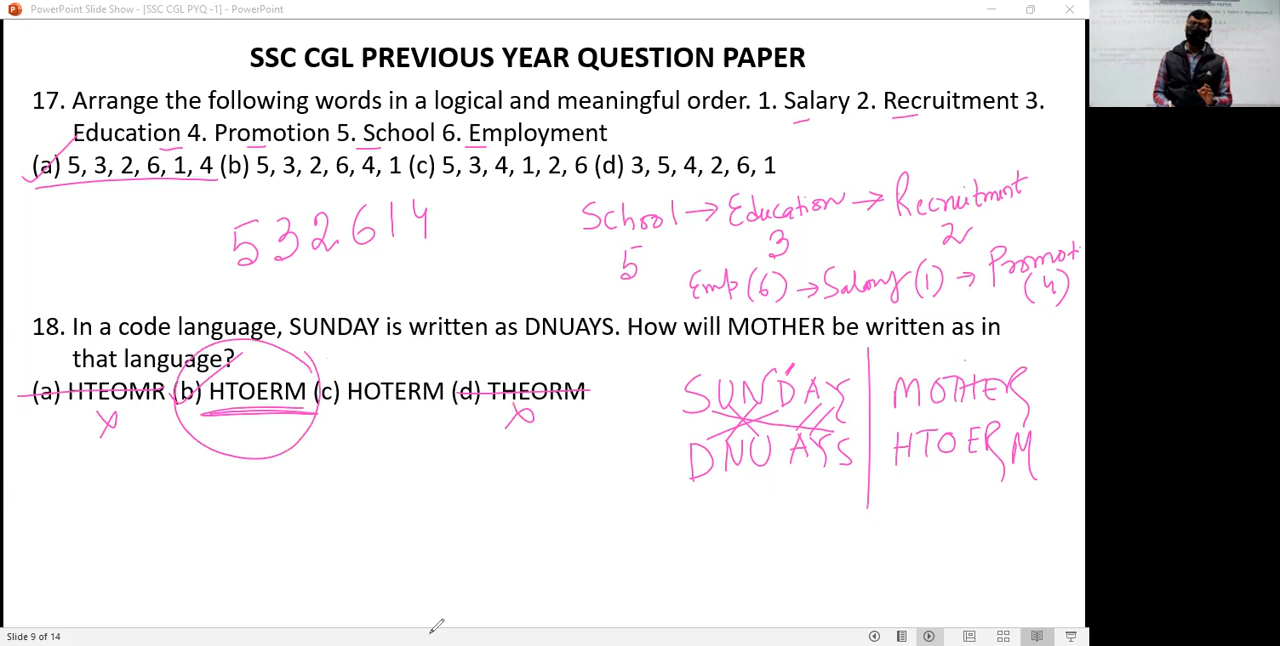 PowerPoint Slide Show - [SSC CGL PYQ -1] - PowerPoint
SSC CGL PREVIOUS YEAR QUESTION PAPER
17. Arrange the following words in a logical and meaningful order. 1. Salary 2. Recruitment 3.
Education 4. Promotion 5. School 6. Employment
(a) 5, 3, 2, 6, 1, 4 (b) 5, 3, 2, 6, 4, 1 (c) 5, 3, 4, 1, 2, 6 (d) 3, 5, 4, 2, 6, 1
532614
School → Education → Recruitment
5 3 2
Emp (6) → Salary (1) → Promot
(4)
18. In a code language, SUNDAY is written as DNUAYS. How will MOTHER be written as in
that language?
(a) HTEOMR (b) HTOERM (c) HOTERM (d) THEORM
SUNDAY MOTHER
DNUAYS HTOERM
Slide 9 of 14